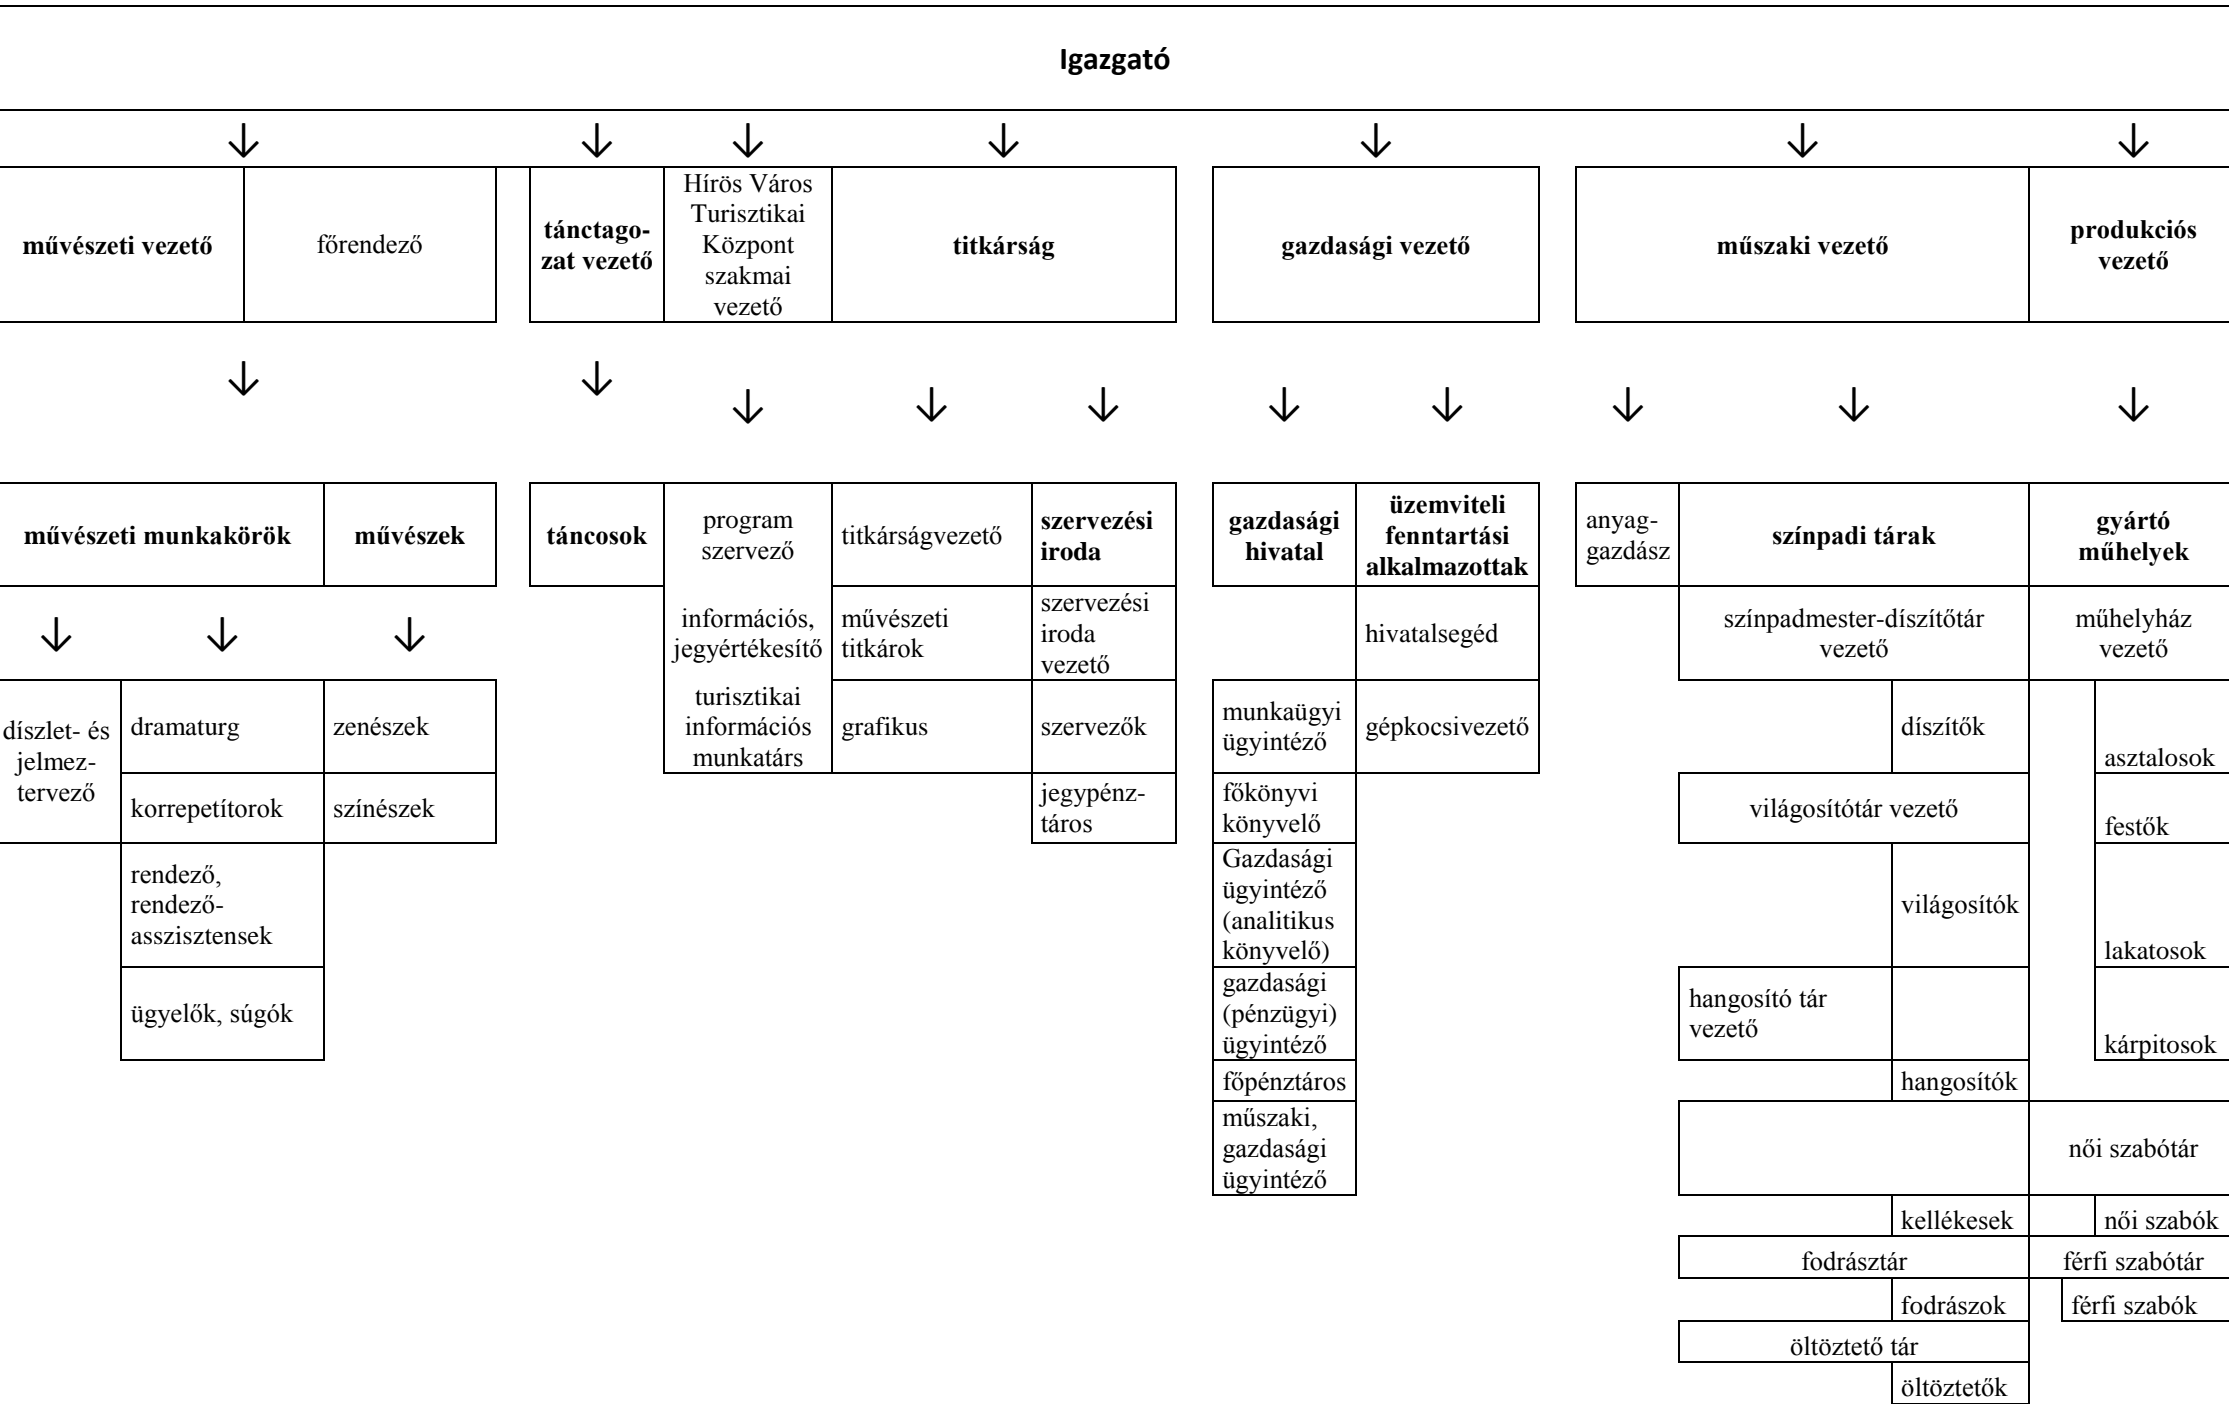 Igazgató
művészeti vezető
főrendező
tánctago-
zat vezető
Hírös Város
Turisztikai
Központ
szakmai
vezető
titkárság
gazdasági vezető
műszaki vezető
produkciós
vezető
művészeti munkakörök
művészek
táncosok
program
szervező
titkárságvezető
szervezési
iroda
gazdasági
hivatal
üzemviteli
fenntartási
alkalmazottak
anyag-
gazdász
színpadi tárak
gyártó
műhelyek
információs,
jegyértékesítő
művészeti
titkárok
szervezési
iroda
vezető
hivatalsegéd
színpadmester-díszítőtár
vezető
műhelyház
vezető
díszlet- és
jelmez-
tervező
dramaturg
zenészek
turisztikai
információs
munkatárs
grafikus
szervezők
munkaügyi
ügyintéző
gépkocsivezető
díszítők
asztalosok
korrepetítorok
színészek
jegypénz-
táros
főkönyvi
könyvelő
világosítótár vezető
festők
rendező,
rendező-
asszisztensek
Gazdasági
ügyintéző
(analitikus
könyvelő)
világosítók
lakatosok
ügyelők, súgók
gazdasági
(pénzügyi)
ügyintéző
hangosító tár
vezető
kárpitosok
főpénztáros
hangosítók
műszaki,
gazdasági
ügyintéző
női szabótár
kellékesek
női szabók
fodrásztár
férfi szabótár
fodrászok
férfi szabók
öltöztető tár
öltöztetők